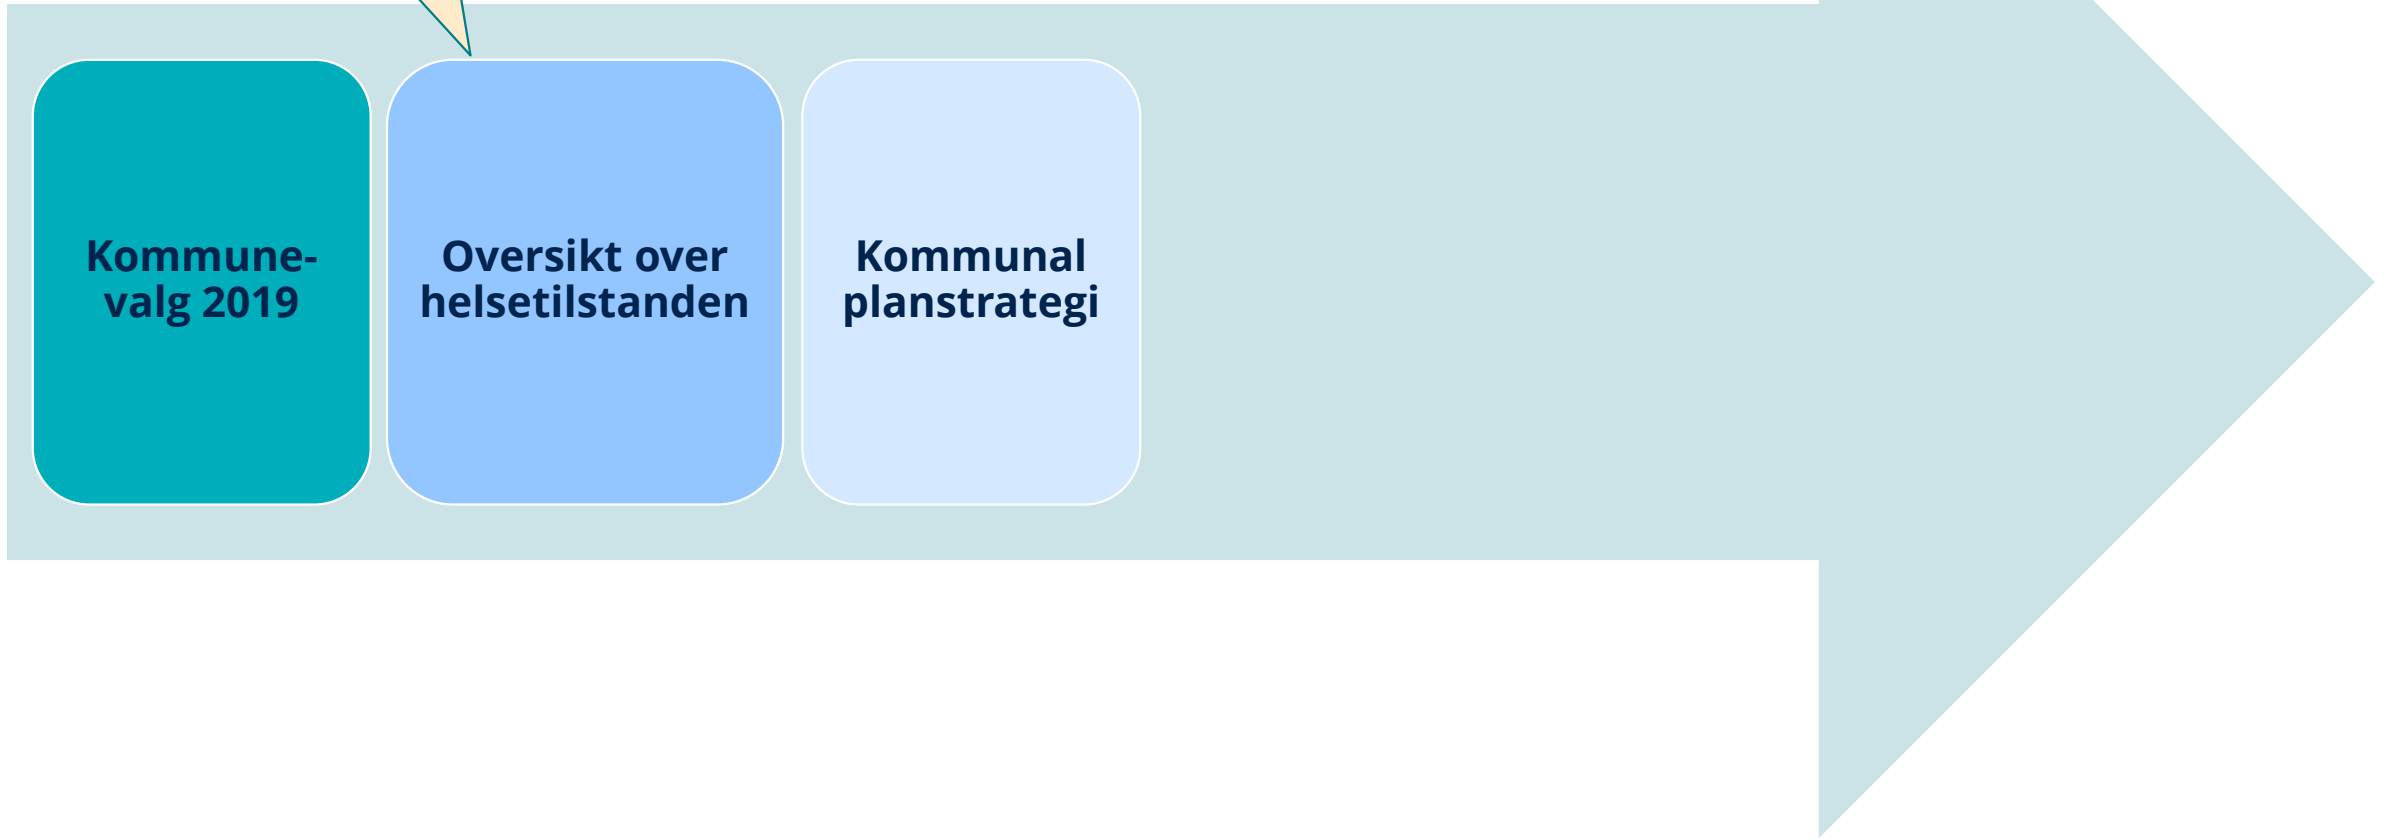 Kommune-
valg 2019
Oversikt over
helsetilstanden
Kommunal
planstrategi